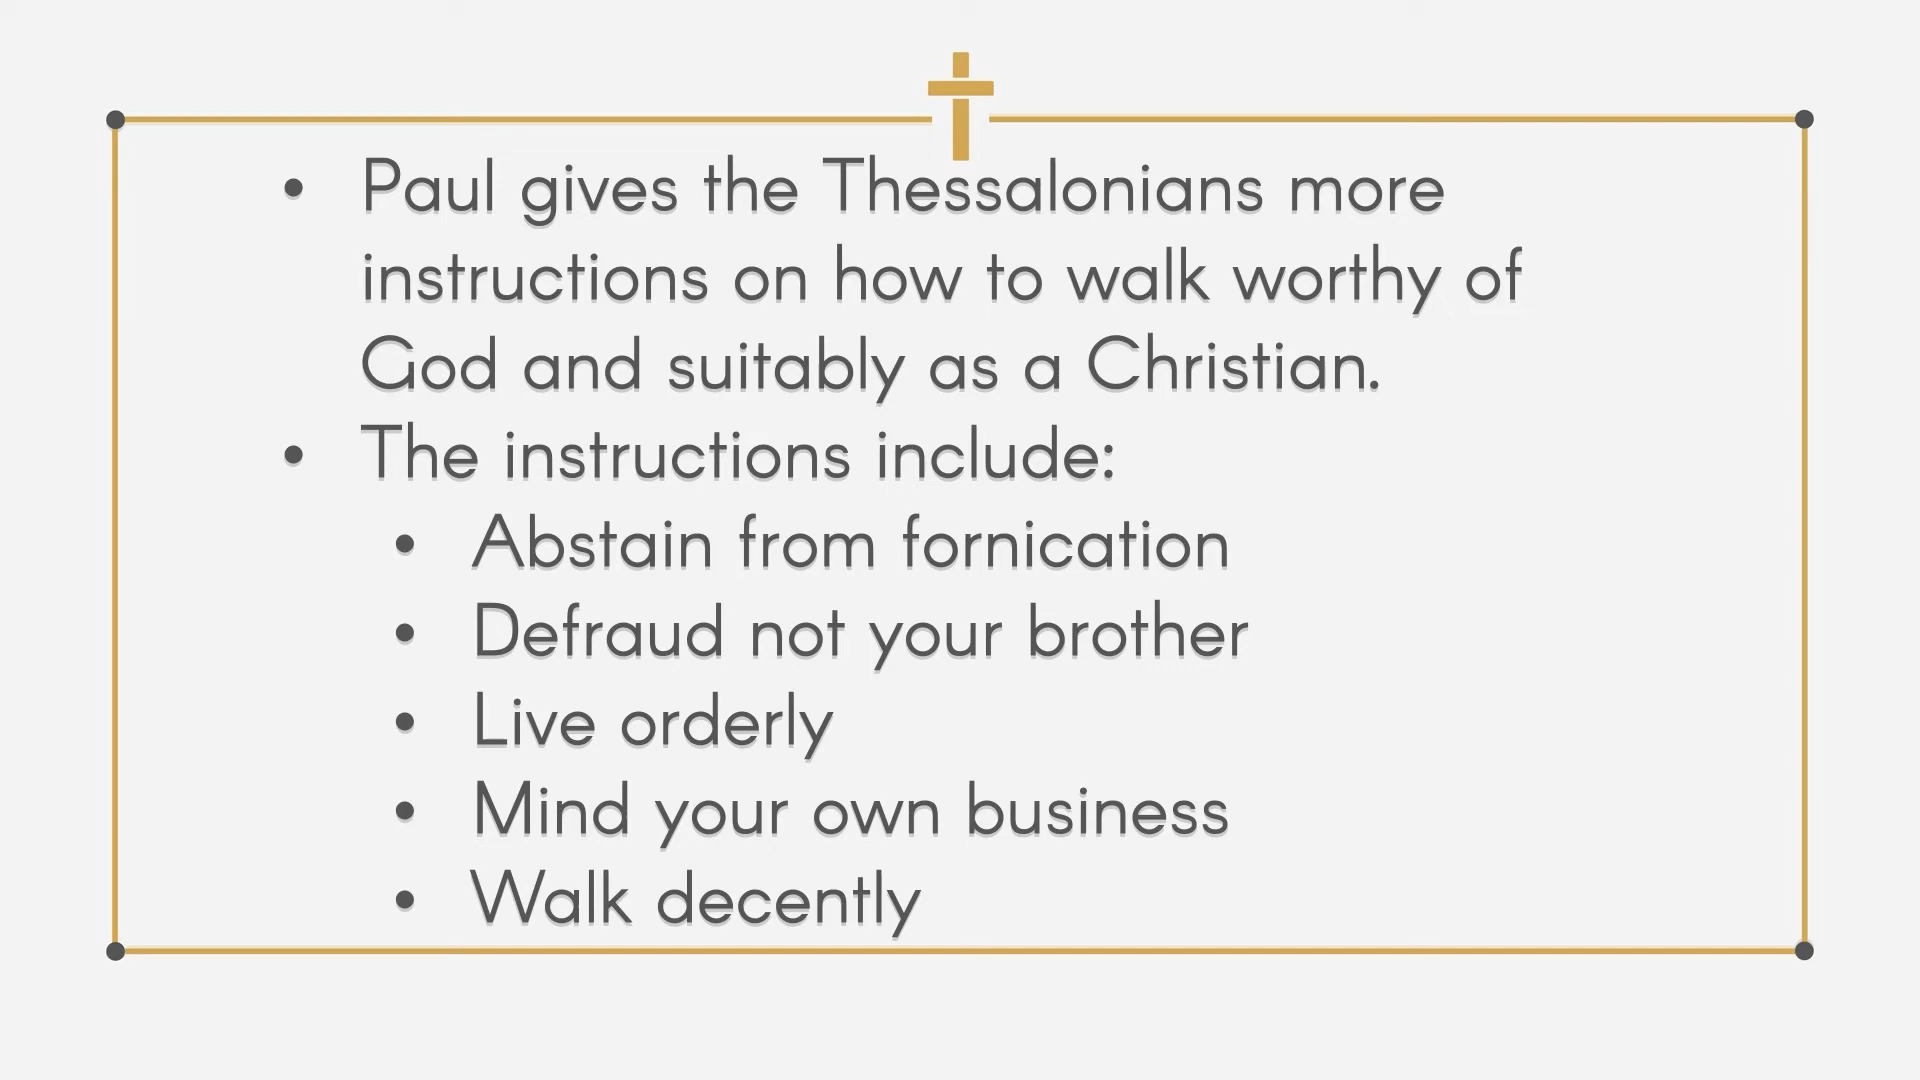 • Paul gives the Thessalonians more
instructions on how to walk worthy of
God and suitably as a Christian.
• The instructions include:
• Abstain from fornication
• Defraud not your brother
• Live orderly
• Mind your own business
• Walk decently